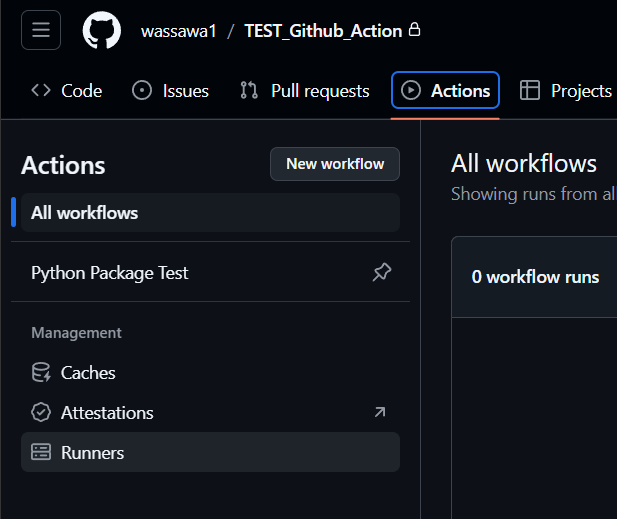 wassawa1 / TEST_Github_Action
Code Issues Pull requests Actions Projects
Actions New workflow
All workflows
Python Package Test
Management
Caches
Attestations
Runners
All workflows
Showing runs from all
0 workflow runs